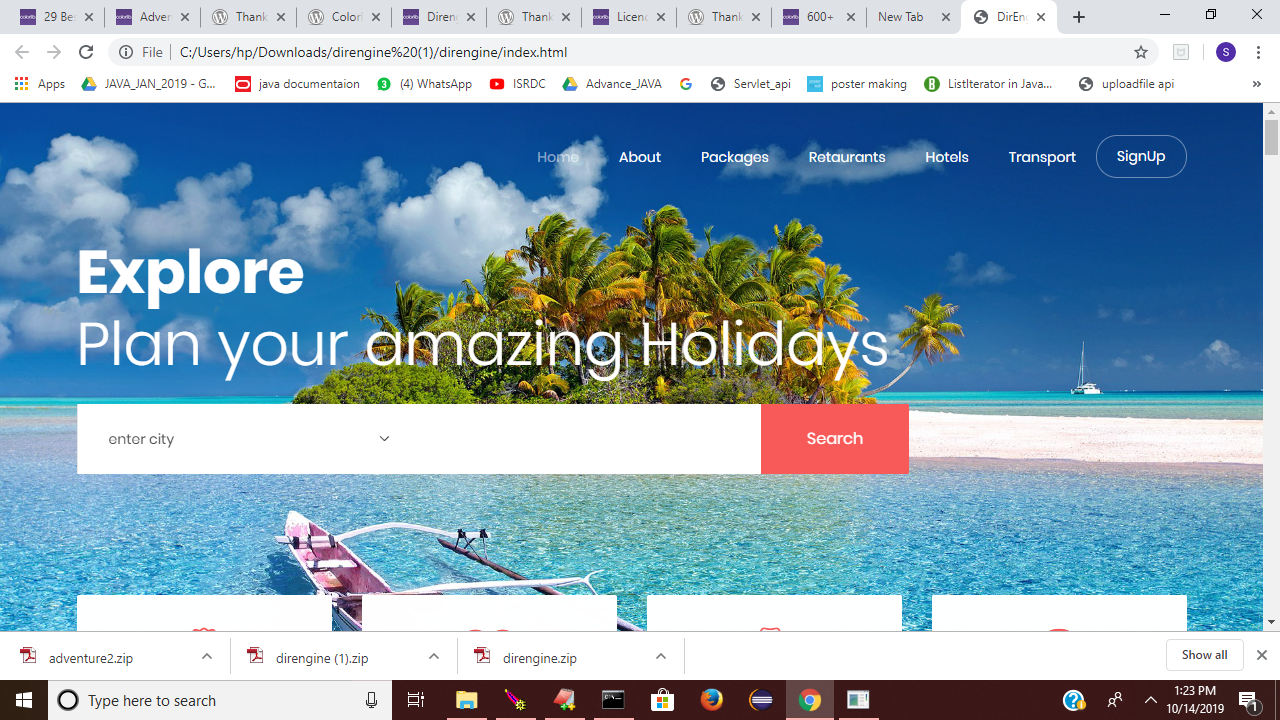 29 Be
Adver
Thank
Color
Direng
Thank
Licenc
Thank
600+
New Tab
DirEng
File C:/Users/hp/Downloads/direngine%20(1)/direngine/index.html
S
Apps
JAVA_JAN_2019 - G...
java documentaion
3
(4) WhatsApp
ISRDC
Advance_JAVA
Servlet_api
poster making
ListIterator in Java...
uploadfile api
»
Home
About
Packages
Retaurants
Hotels
Transport
SignUp
Explore
Plan your amazing Holidays
enter city
Search
adventure2.zip
direngine (1).zip
direngine.zip
Show all
Type here to search
1:23 PM
10/14/2019
1